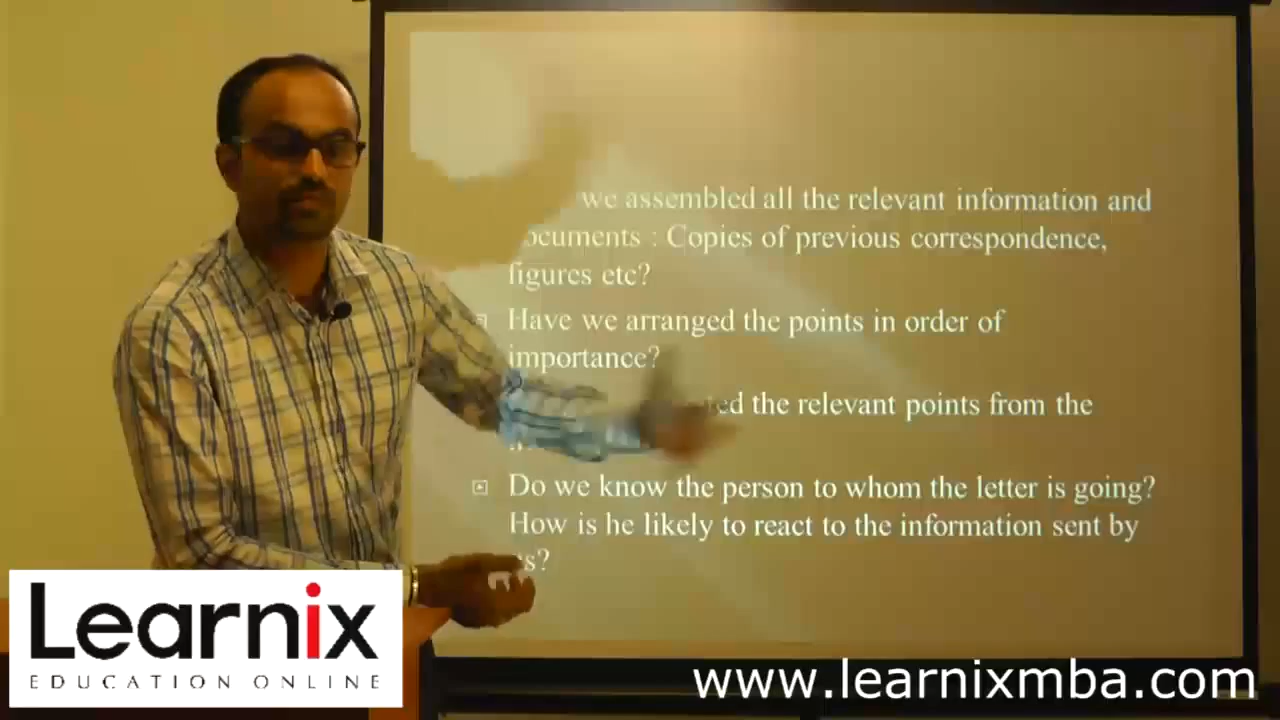 we assembled all the relevant information and
documents : Copies of previous correspondence,
figures etc?
Have we arranged the points in order of
importance?
the relevant points from the
Do we know the person to whom the letter is going?
How is he likely to react to the information sent by
us?
Learnix
EDUCATION ONLINE
www.learnixmba.com